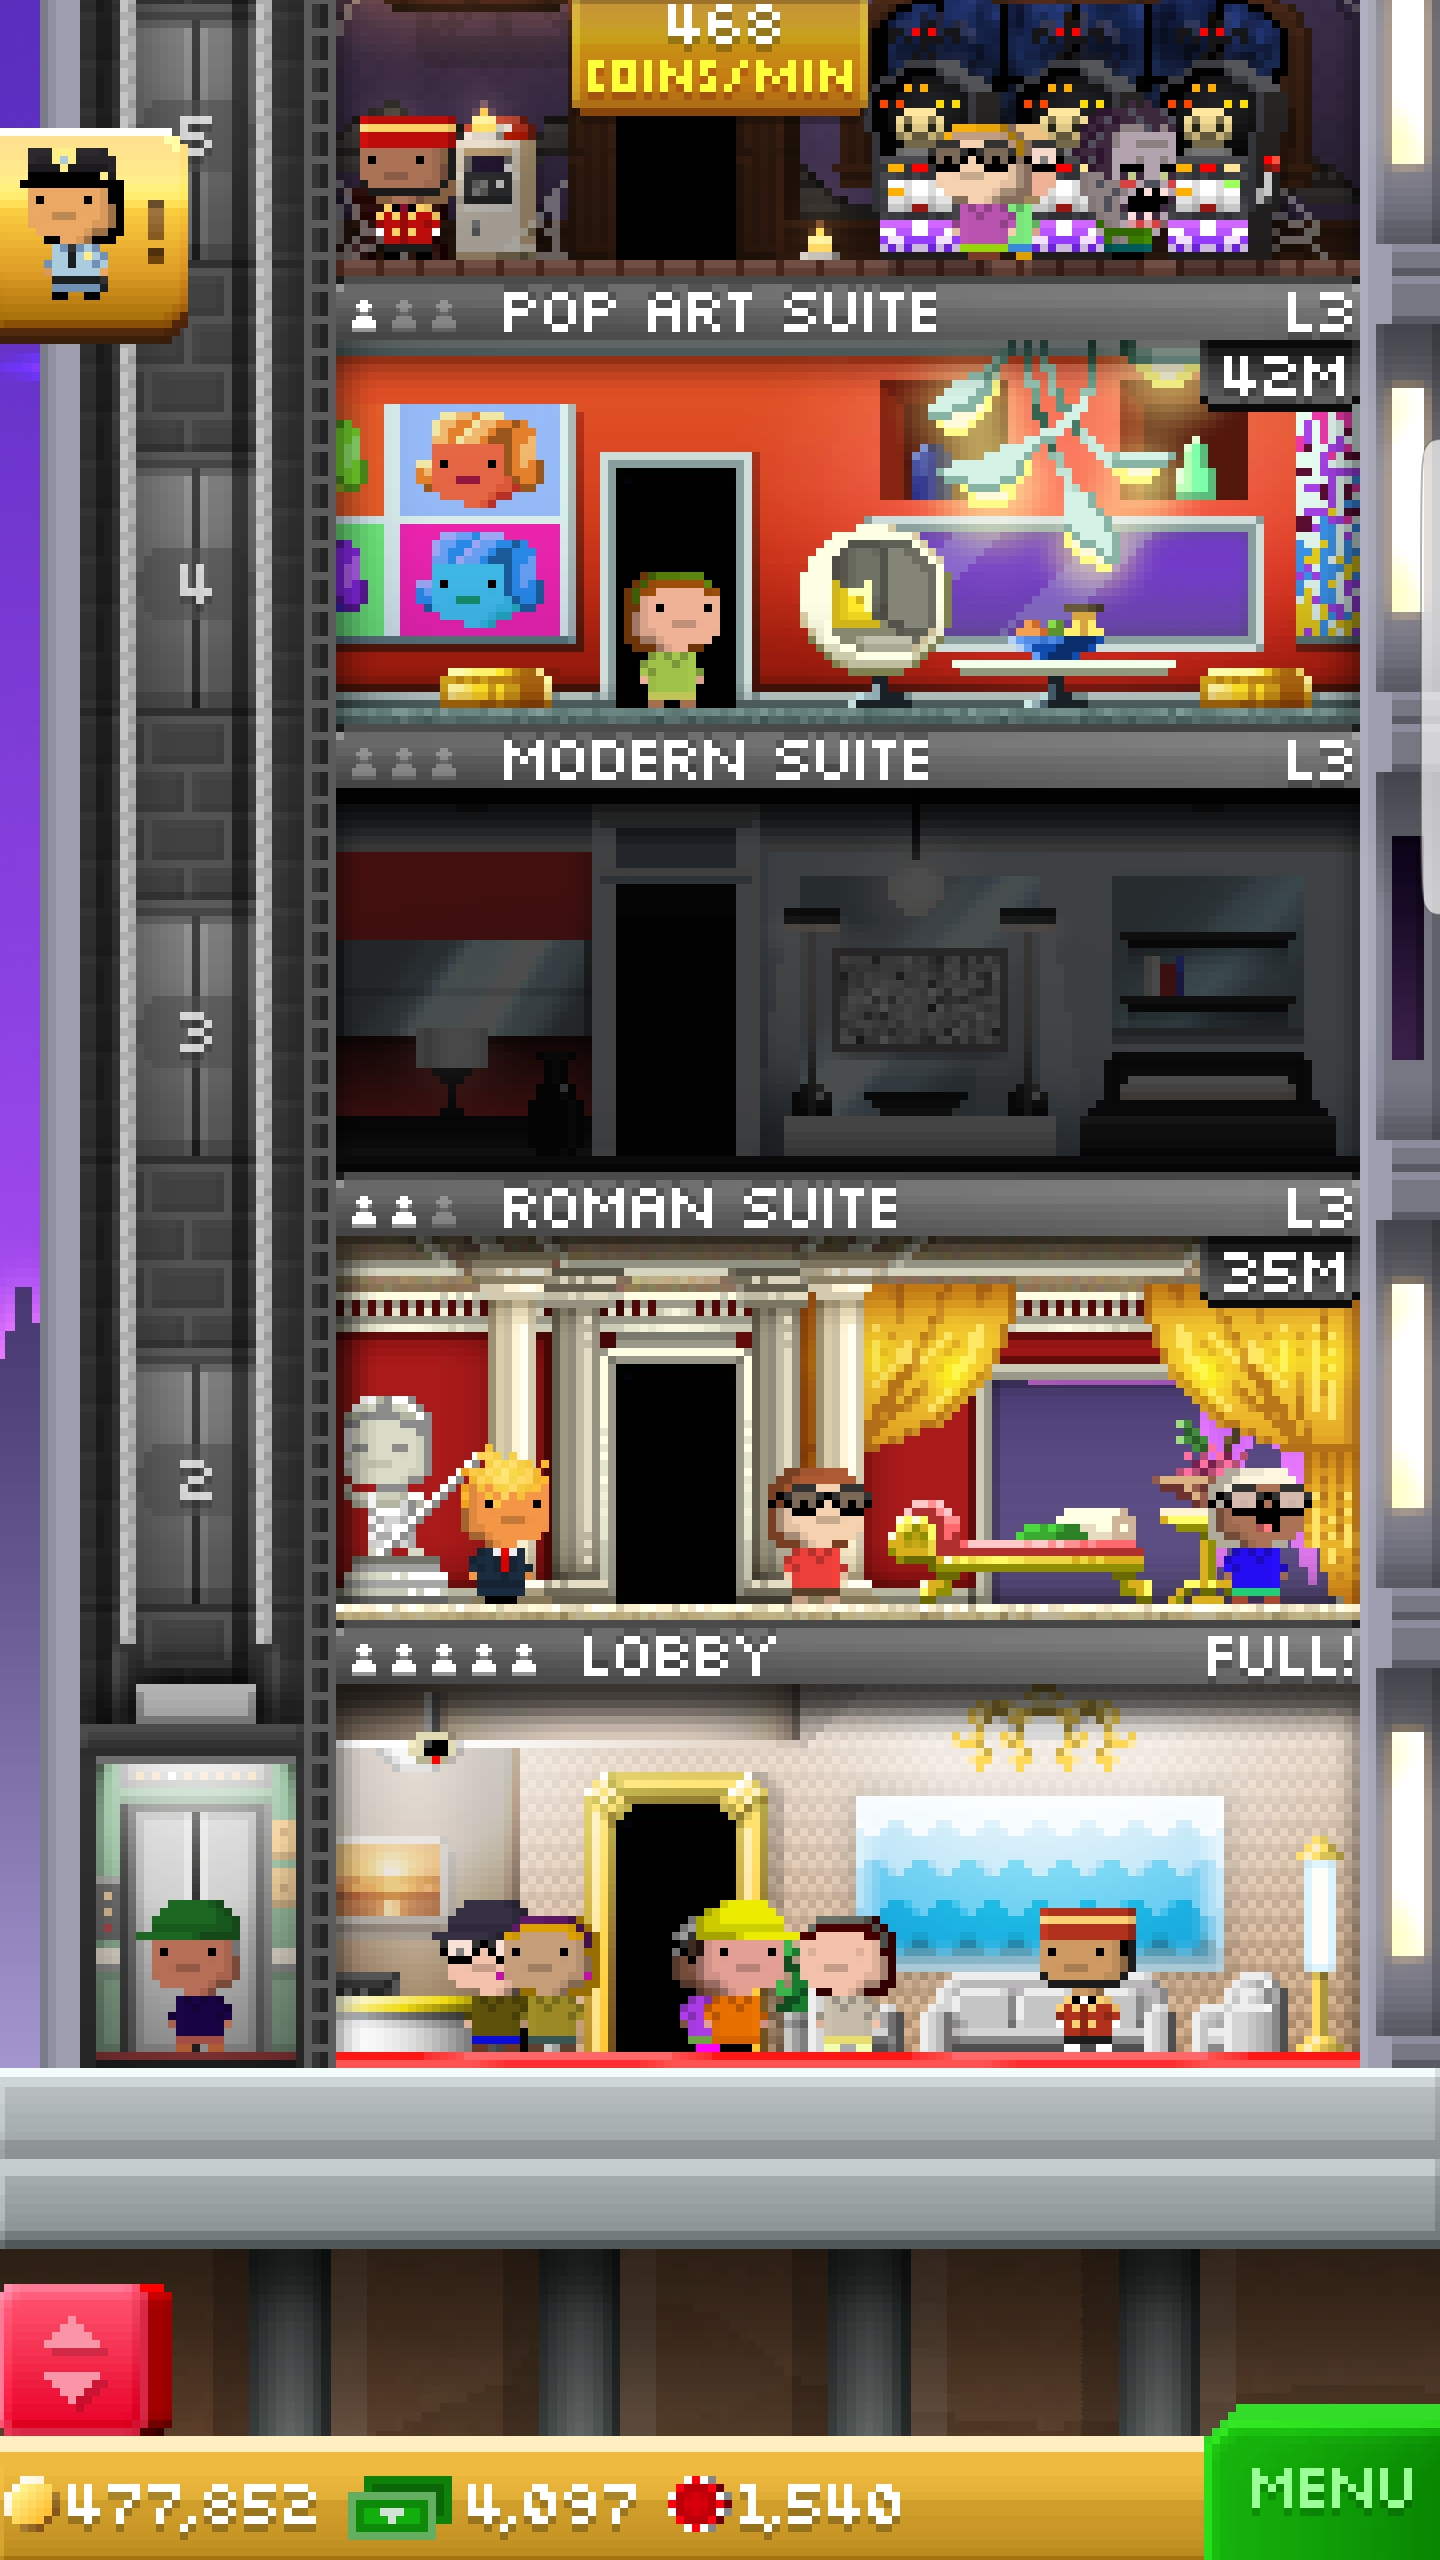 468
COINS/MIN
5
!
POP ART SUITE L3
42M
4
MODERN SUITE L3
3
ROMAN SUITE L3
35M
2
LOBBY FULL!
477,852 4,097 1,540
MENU